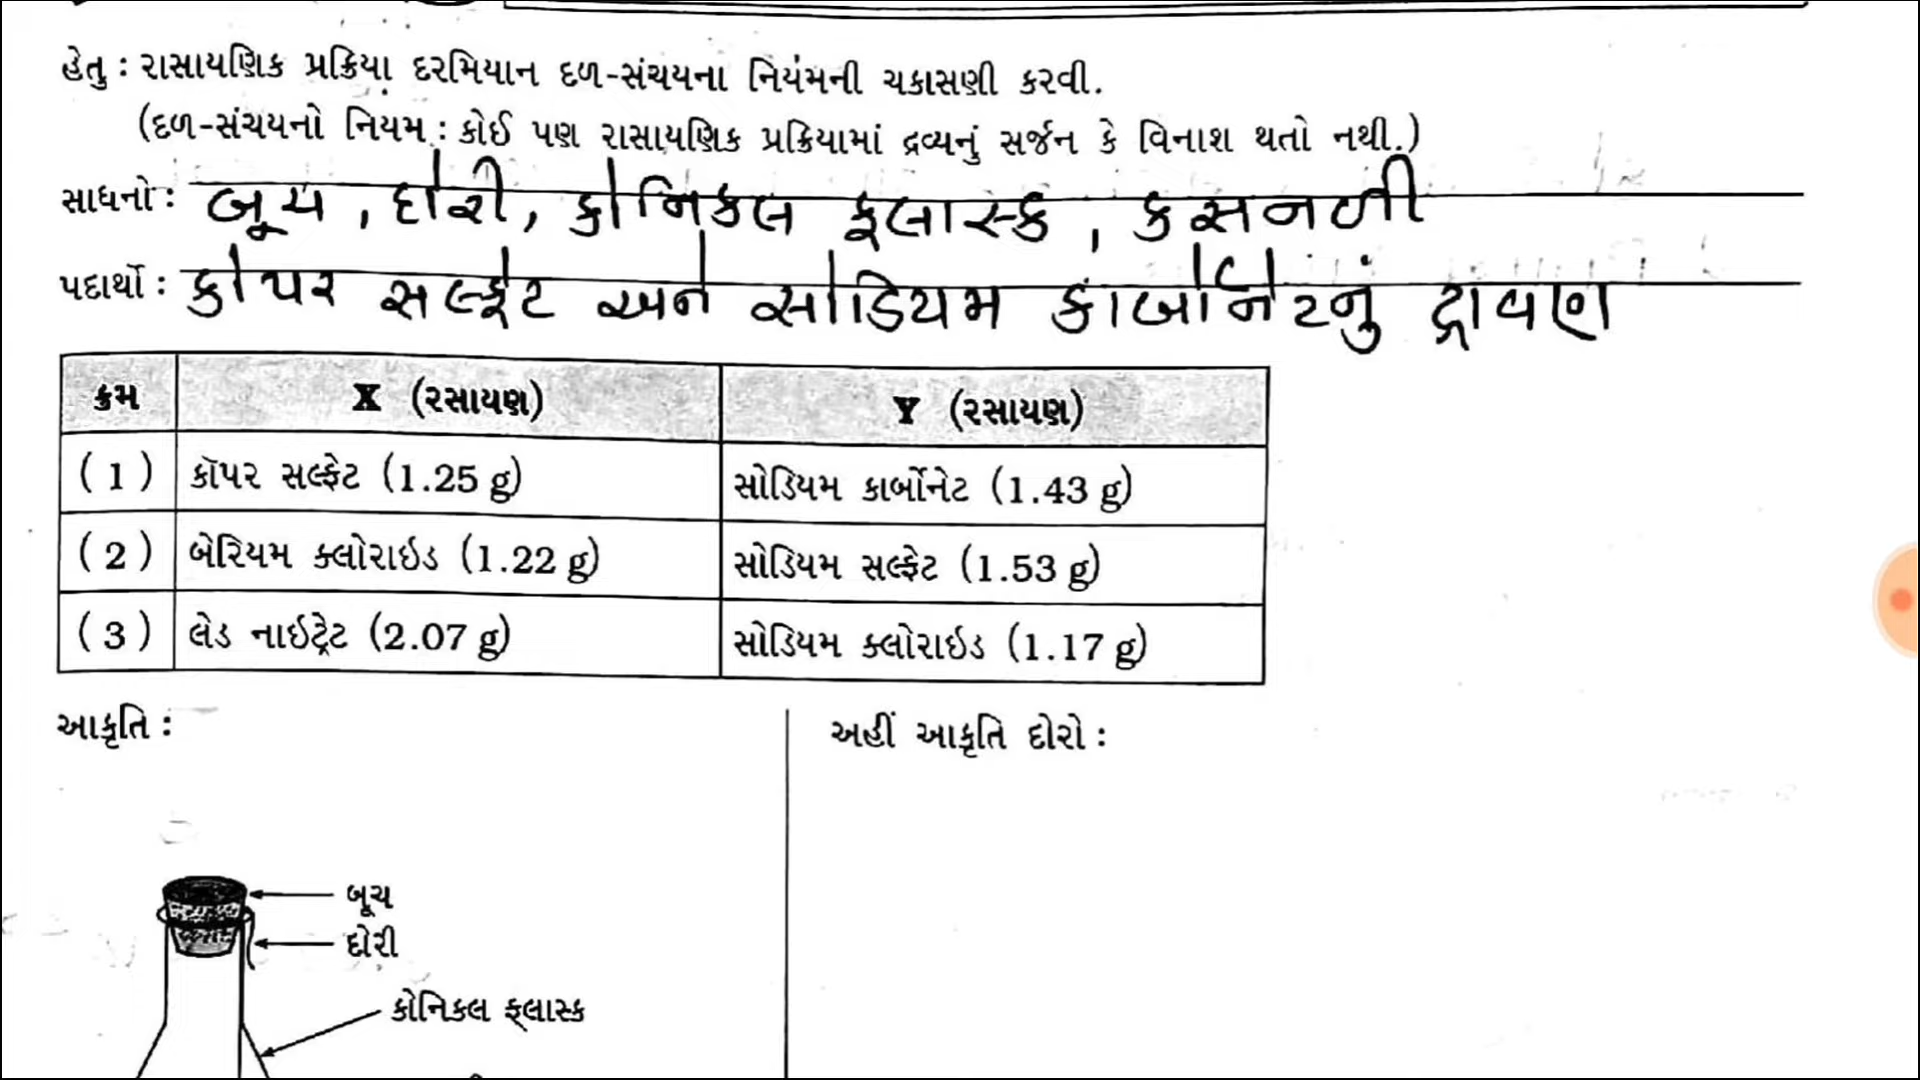 હેતુ : રાસાયણિક પ્રક્રિયા દરમિયાન દળ-સંચયના નિયમની ચકાસણી કરવી.
(દળ-સંચયનો નિયમ : કોઈ પણ રાસાયણિક પ્રક્રિયામાં દ્રવ્યનું સર્જન કે વિનાશ થતો નથી.)
સાધનો : બૂચ, દોરી, કોનિકલ ફ્લાસ્ક, કસનળી
પદાર્થો : કોપર સલ્ફેટ અને સોડિયમ કાર્બોનેટનું દ્રાવણ
ક્રમ X (રસાયણ) Y (રસાયણ)
(1) કૉપર સલ્ફેટ (1.25 g) સોડિયમ કાર્બોનેટ (1.43 g)
(2) બેરિયમ ક્લોરાઇડ (1.22 g) સોડિયમ સલ્ફેટ (1.53 g)
(3) લેડ નાઇટ્રેટ (2.07 g) સોડિયમ ક્લોરાઇડ (1.17 g)
આકૃતિ : અહીં આકૃતિ દોરો :
બૂચ
દોરી
કોનિકલ ફ્લાસ્ક